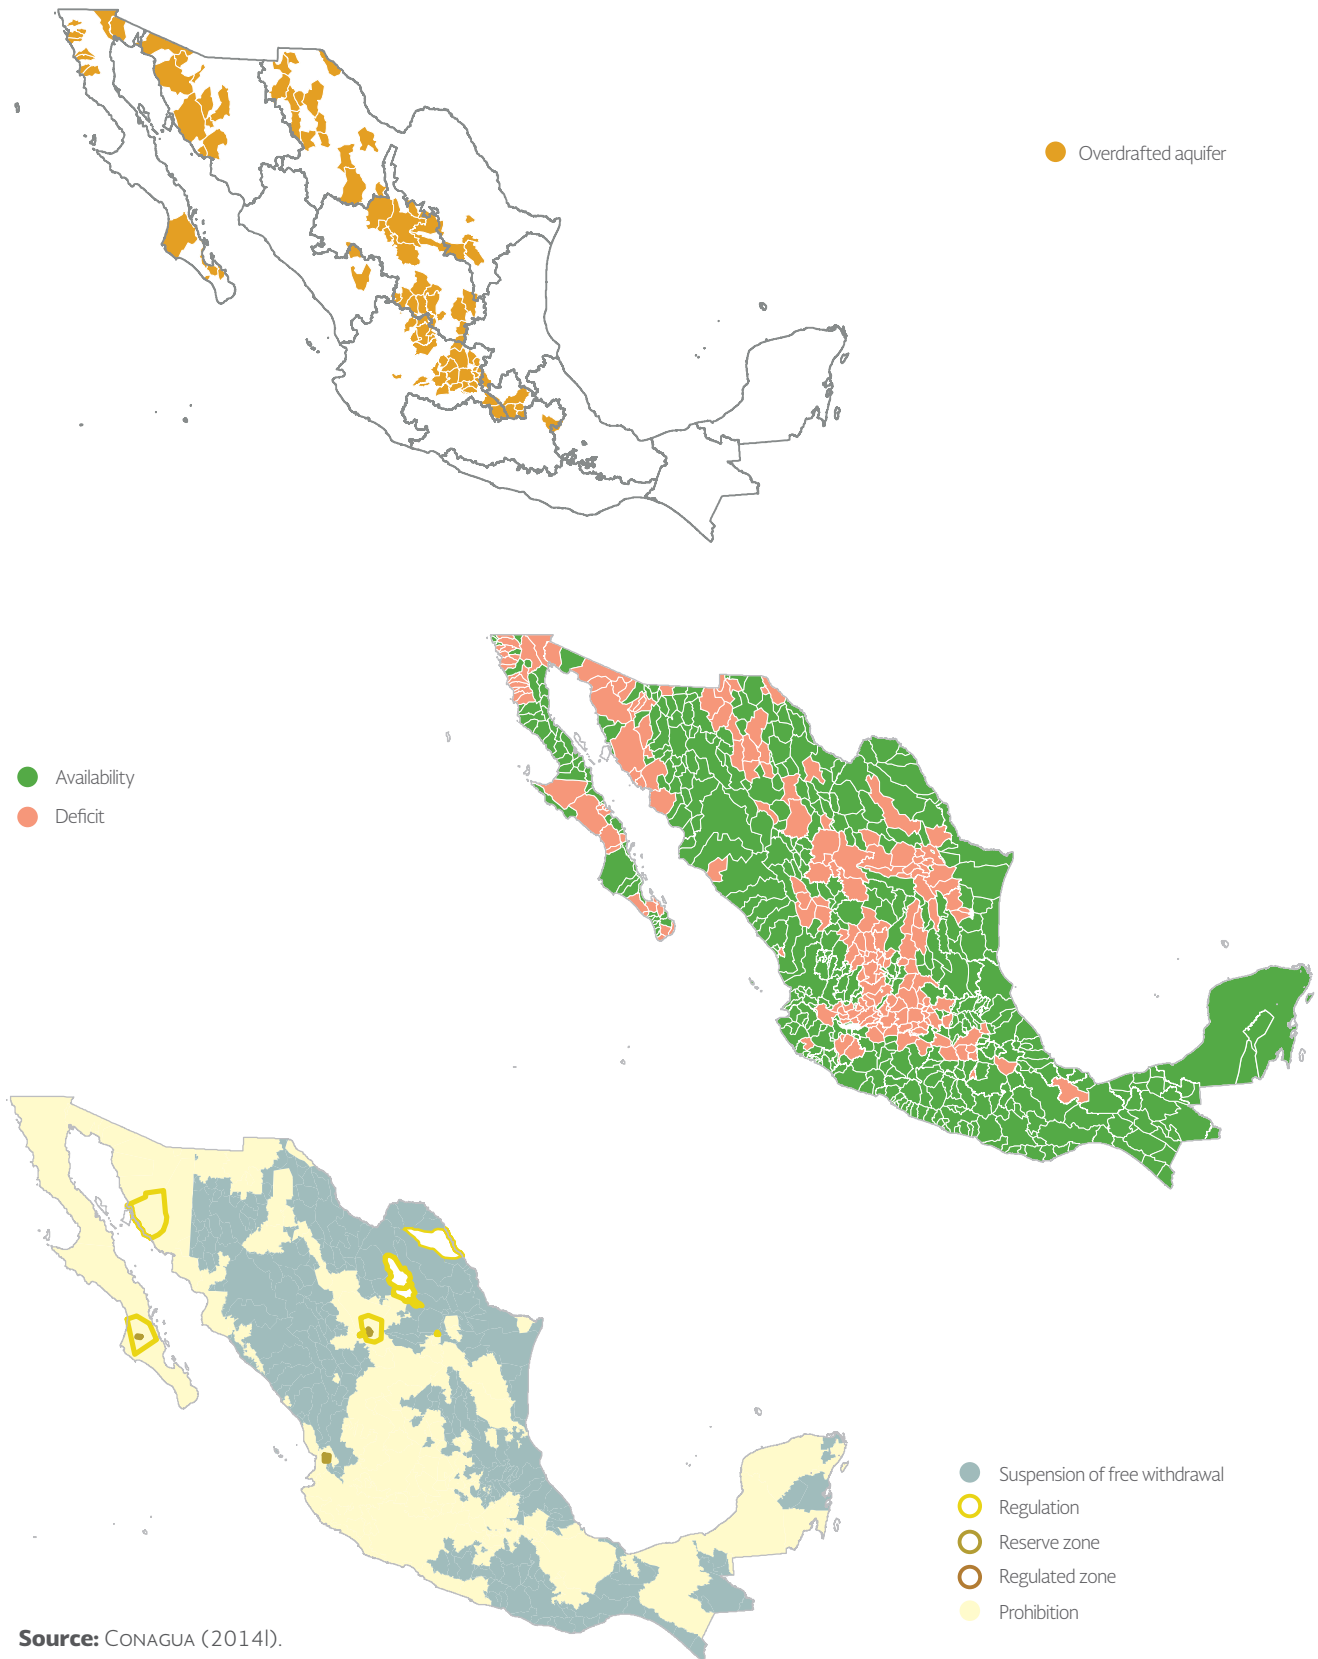 Overdrafted aquifer
Availability
Deficit
Suspension of free withdrawal
Regulation
Reserve zone
Regulated zone
Prohibition
Source: CONAGUA (2014l).